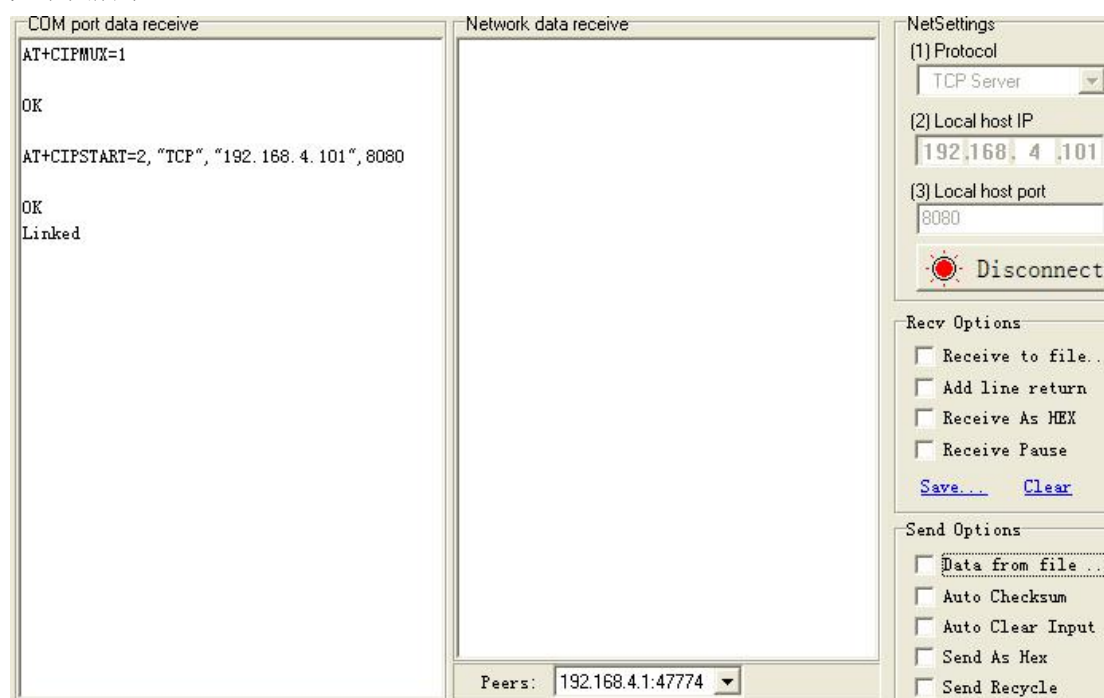 COM port data receive
AT+CIPMUX=1
OK
AT+CIPSTART=2, "TCP", "192.168.4.101", 8080
OK
Linked
Network data receive
Peers: 192.168.4.1:47774
NetSettings
(1) Protocol
TCP Server
(2) Local host IP
192.168. 4 .101
(3) Local host port
8080
Disconnect
Recv Options
Receive to file..
Add line return
Receive As HEX
Receive Pause
Save... Clear
Send Options
Data from file ..
Auto Checksum
Auto Clear Input
Send As Hex
Send Recycle